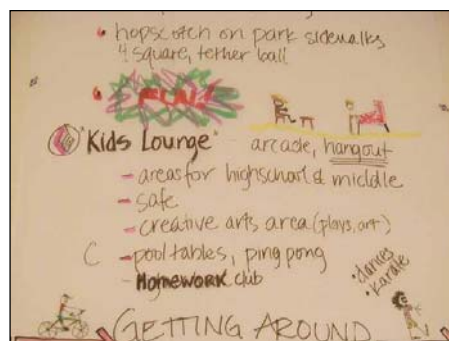 • hopscotch on park sidewalks
4 square, tether ball
• FUN!
"Kids Lounge" - arcade, hangout
- areas for highschool & middle
- safe
- creative arts area (plays, art)
C - pool tables, ping pong
- HOMEWORK club
• dances
• Karate
GETTING AROUND